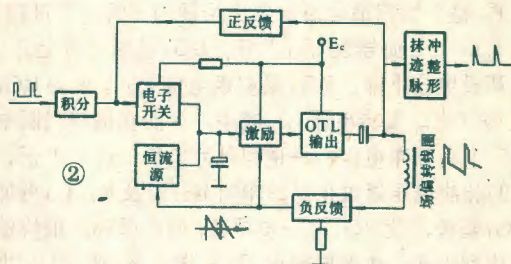 正反馈
E_c
抹迹脉冲整形
积分
电子开关
激励
OTL输出
恒流源
②
负反馈
场偏转线圈